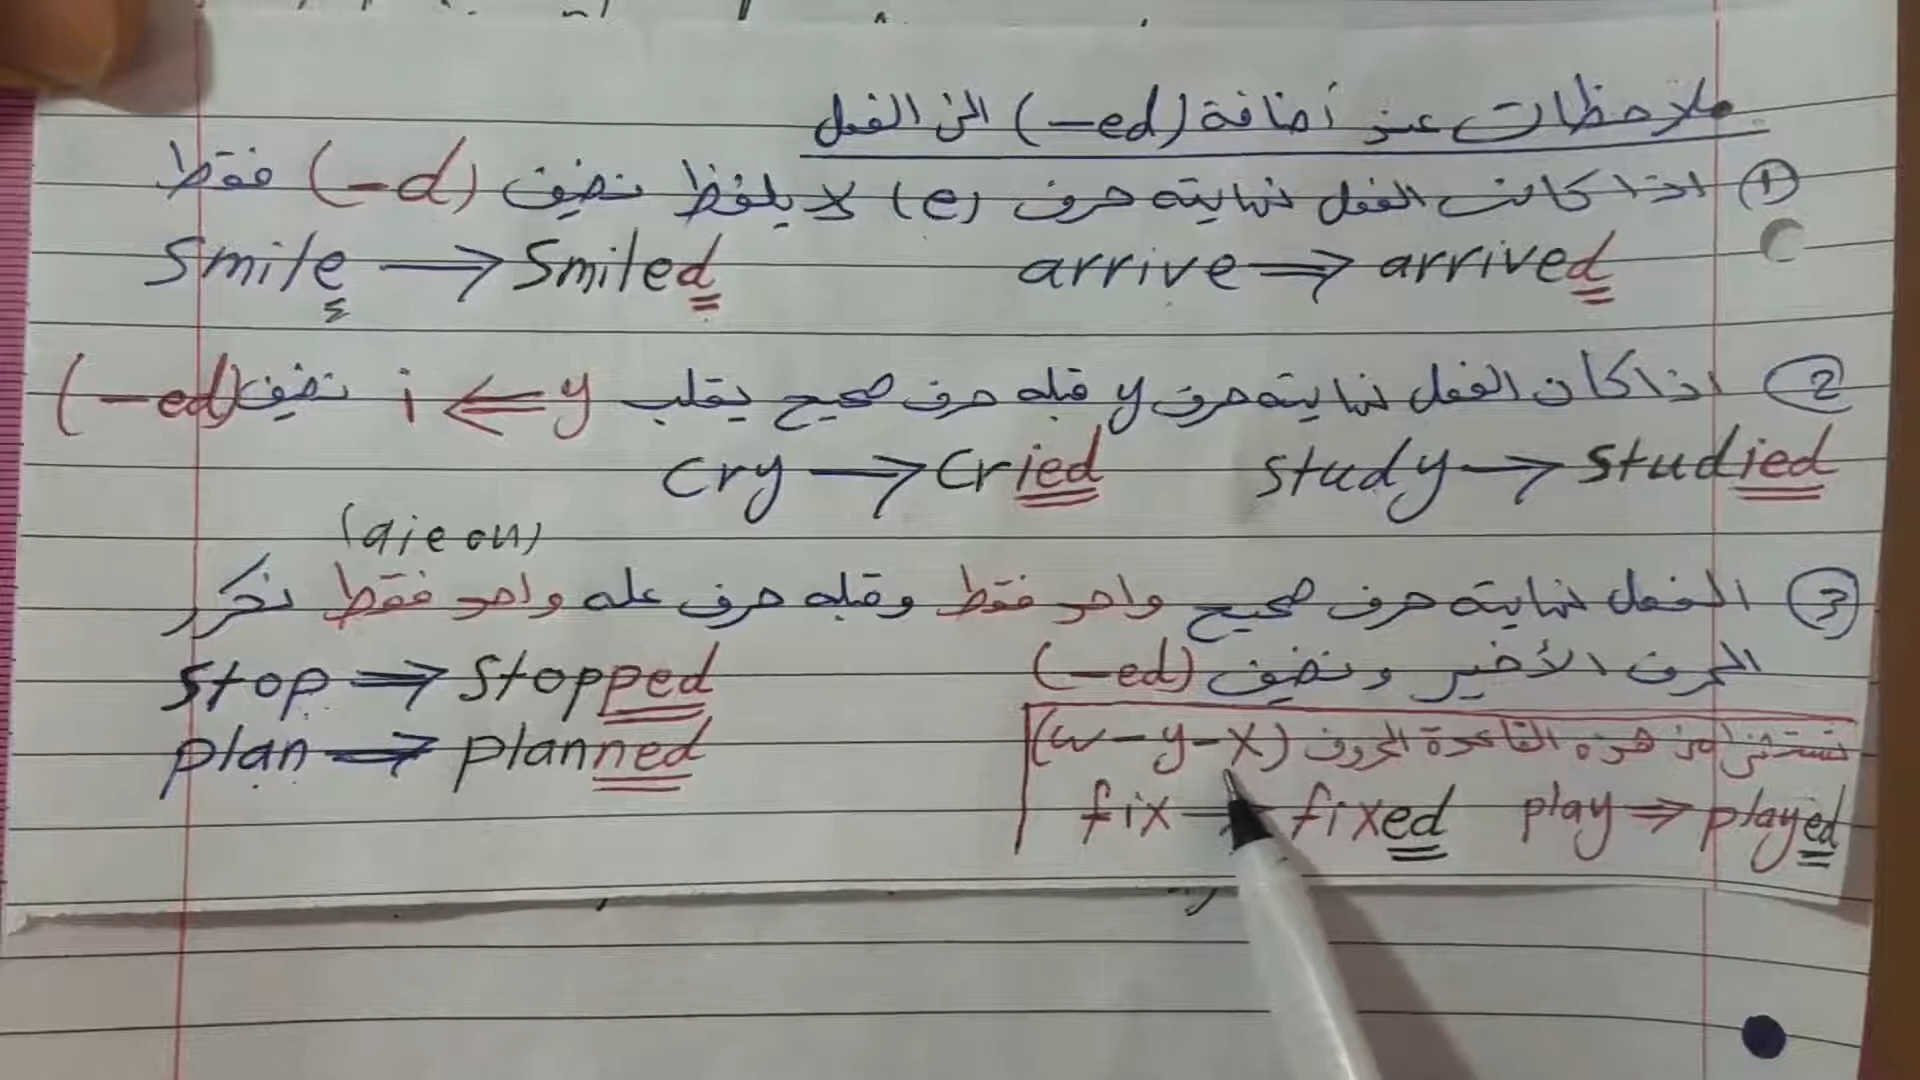 ملاحظات عند أضافة (ed–) الى الفعل
① اذا كانت الفعل نهايته حرف (e) لا يلفظ نضيف (d–) فقط
Smile → Smiled arrive → arrived
② اذا كان الفعل نهايته حرف y قبله حرف صحيح يقلب y ← i نضيف (ed–)
cry → cried study → studied
(a i e o u)
③ الفعل نهايته حرف صحيح واحد فقط وقبله حرف عله واحد فقط نكرر
الحرف الأخير ونضيف (ed–)
stop → stopped
plan → planned
نستثني من هذه القاعدة الحروف (w – y – x)
fix → fixed play → played